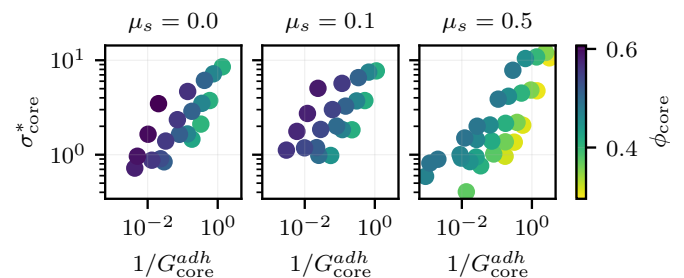 μ_s = 0.0 μ_s = 0.1 μ_s = 0.5
10^1
10^0
σ^*_core
10^−2 10^0 10^−2 10^0 10^−2 10^0
1/G^adh_core 1/G^adh_core 1/G^adh_core
0.6
0.4
ϕ_core